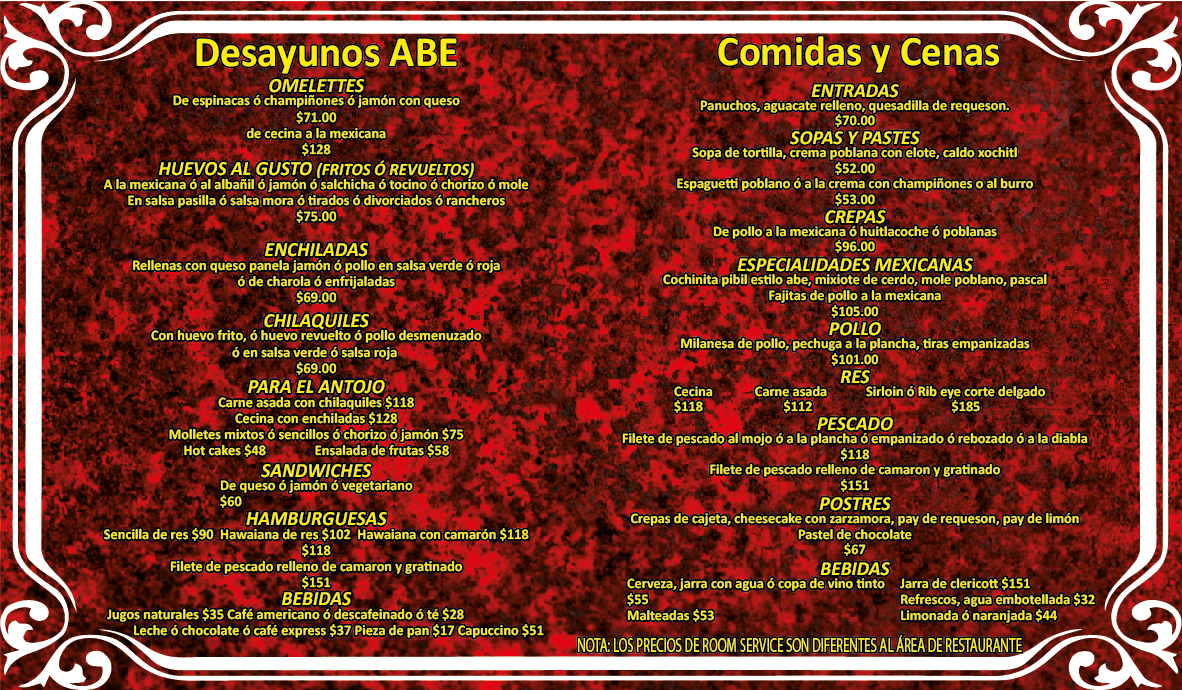 Desayunos ABE
OMELETTES
De espinacas ó champiñones ó jamón con queso
$71.00
de cecina a la mexicana
$128
HUEVOS AL GUSTO (FRITOS Ó REVUELTOS)
A la mexicana ó al albañil ó jamón ó salchicha ó tocino ó chorizo ó mole
En salsa pasilla ó salsa mora ó tirados ó divorciados ó rancheros
$75.00
ENCHILADAS
Rellenas con queso panela jamón ó pollo en salsa verde ó roja
ó de charola ó enfrijaladas
$69.00
CHILAQUILES
Con huevo frito, ó huevo revuelto ó pollo desmenuzado
ó en salsa verde ó salsa roja
$69.00
PARA EL ANTOJO
Carne asada con chilaquiles $118
Cecina con enchiladas $128
Molletes mixtos ó sencillos ó chorizo ó jamón $75
Hot cakes $48 Ensalada de frutas $58
SANDWICHES
De queso ó jamón ó vegetariano
$60
HAMBURGUESAS
Sencilla de res $90 Hawaiana de res $102 Hawaiana con camarón $118
$118
Filete de pescado relleno de camaron y gratinado
$151
BEBIDAS
Jugos naturales $35 Café americano ó descafeinado ó té $28
Leche ó chocolate ó café express $37 Pieza de pan $17 Capuccino $51
Comidas y Cenas
ENTRADAS
Panuchos, aguacate relleno, quesadilla de requeson.
$70.00
SOPAS Y PASTES
Sopa de tortilla, crema poblana con elote, caldo xochitl
$52.00
Espaguetti poblano ó a la crema con champiñones o al burro
$53.00
CREPAS
De pollo a la mexicana ó huitlacoche ó poblanas
$96.00
ESPECIALIDADES MEXICANAS
Cochinita pibil estilo abe, mixiote de cerdo, mole poblano, pascal
Fajitas de pollo a la mexicana
$105.00
POLLO
Milanesa de pollo, pechuga a la plancha, tiras empanizadas
$101.00
RES
Cecina Carne asada Sirloin ó Rib eye corte delgado
$118 $112 $185
PESCADO
Filete de pescado al mojo ó a la plancha ó empanizado ó rebozado ó a la diabla
$118
Filete de pescado relleno de camaron y gratinado
$151
POSTRES
Crepas de cajeta, cheesecake con zarzamora, pay de requeson, pay de limón
Pastel de chocolate
$67
BEBIDAS
Cerveza, jarra con agua ó copa de vino tinto Jarra de clericott $151
$55 Refrescos, agua embotellada $32
Malteadas $53 Limonada ó naranjada $44
NOTA: LOS PRECIOS DE ROOM SERVICE SON DIFERENTES AL ÁREA DE RESTAURANTE